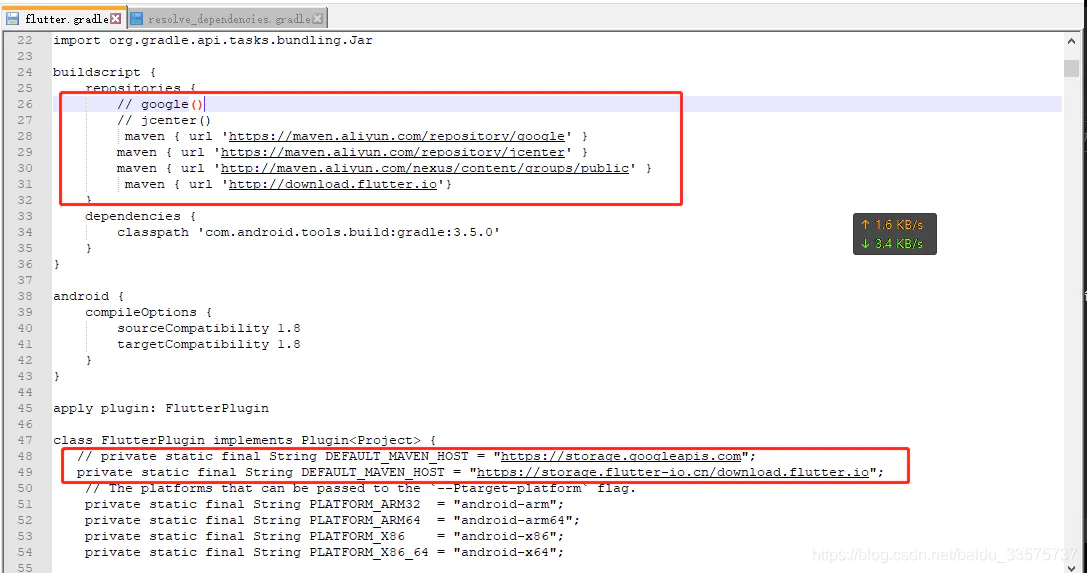 flutter.gradle resolve_dependencies.gradle
22 import org.gradle.api.tasks.bundling.Jar
23
24 buildscript {
25 repositories {
26 // google()
27 // jcenter()
28 maven { url 'https://maven.aliyun.com/repository/google' }
29 maven { url 'https://maven.aliyun.com/repository/jcenter' }
30 maven { url 'http://maven.aliyun.com/nexus/content/groups/public' }
31 maven { url 'http://download.flutter.io'}
32 }
33 dependencies {
34 classpath 'com.android.tools.build:gradle:3.5.0'
35 }
36 }
37
38 android {
39 compileOptions {
40 sourceCompatibility 1.8
41 targetCompatibility 1.8
42 }
43 }
44
45 apply plugin: FlutterPlugin
46
47 class FlutterPlugin implements Plugin<Project> {
48 // private static final String DEFAULT_MAVEN_HOST = "https://storage.googleapis.com";
49 private static final String DEFAULT_MAVEN_HOST = "https://storage.flutter-io.cn/download.flutter.io";
50 // The platforms that can be passed to the `--Ptarget-platform` flag.
51 private static final String PLATFORM_ARM32 = "android-arm";
52 private static final String PLATFORM_ARM64 = "android-arm64";
53 private static final String PLATFORM_X86 = "android-x86";
54 private static final String PLATFORM_X86_64 = "android-x64";
55
↑ 1.6 KB/s
↓ 3.4 KB/s
https://blog.csdn.net/baidu_33575737